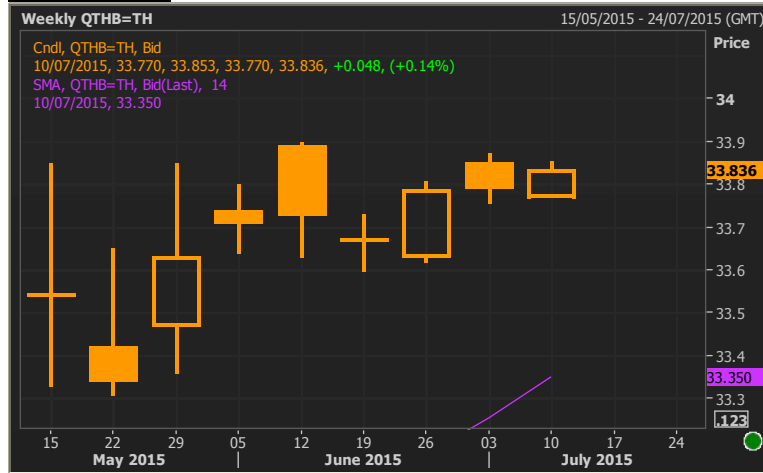 Weekly QTHB=TH 15/05/2015 - 24/07/2015 (GMT)
Price
Cndl, QTHB=TH, Bid
10/07/2015, 33.770, 33.853, 33.770, 33.836, +0.048, (+0.14%)
SMA, QTHB=TH, Bid(Last), 14
10/07/2015, 33.350
34
33.9
33.836
33.8
33.7
33.6
33.5
33.4
33.350
33.3
.123
15 22 29 05 12 19 26 03 10 17 24
May 2015 | June 2015 | July 2015